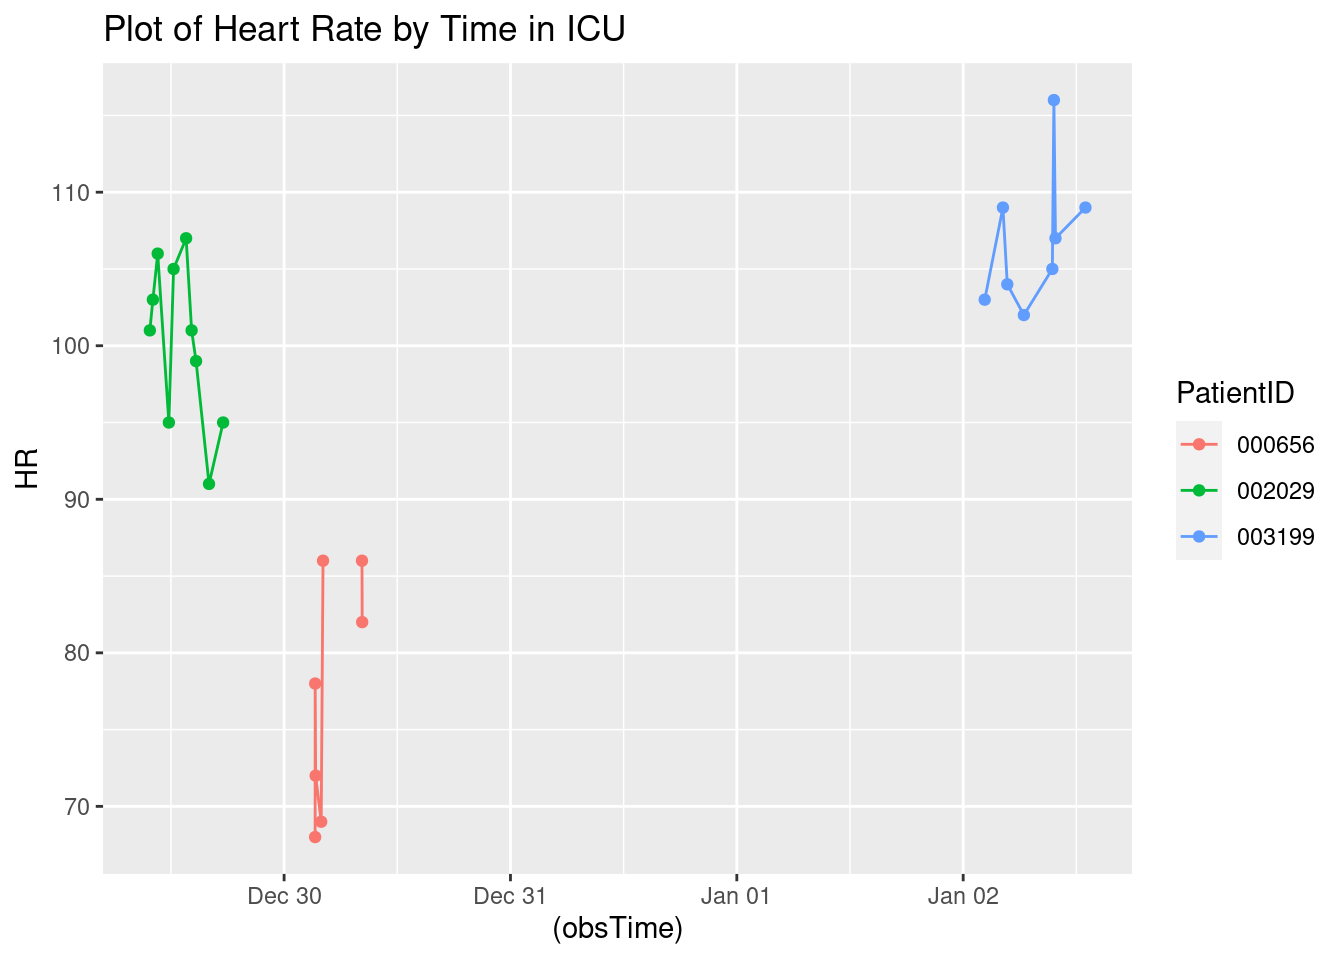 Plot of Heart Rate by Time in ICU
110
100
90
80
70
HR
Dec 30 Dec 31 Jan 01 Jan 02
(obsTime)
PatientID
000656
002029
003199